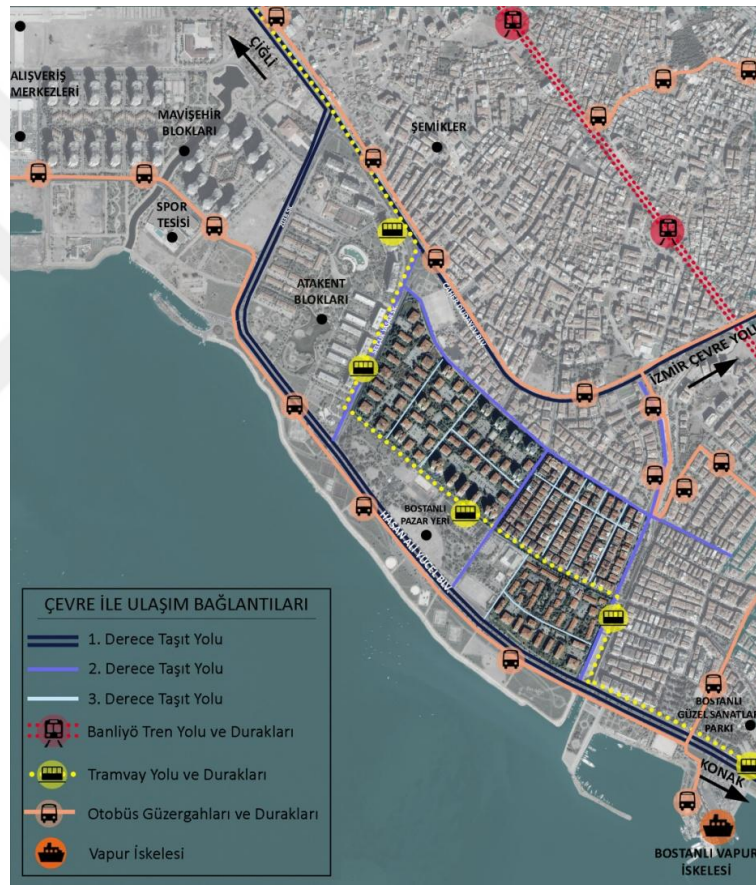 ÇİĞLİ
ALIŞVERİŞ
MERKEZLERİ
MAVİŞEHİR
BLOKLARI
ŞEMİKLER
SPOR
TESİSİ
ATAKENT
BLOKLARI
İZMİR ÇEVRE YOLU
BOSTANLI
PAZAR YERİ
HASAN ALİ YÜCEL BLV.
ÇEVRE İLE ULAŞIM BAĞLANTILARI
1. Derece Taşıt Yolu
2. Derece Taşıt Yolu
3. Derece Taşıt Yolu
Banliyö Tren Yolu ve Durakları
Tramvay Yolu ve Durakları
Otobüs Güzergahları ve Durakları
Vapur İskelesi
BOSTANLI
GÜZEL SANATLAR
PARKI
KONAK
BOSTANLI VAPUR
İSKELESİ